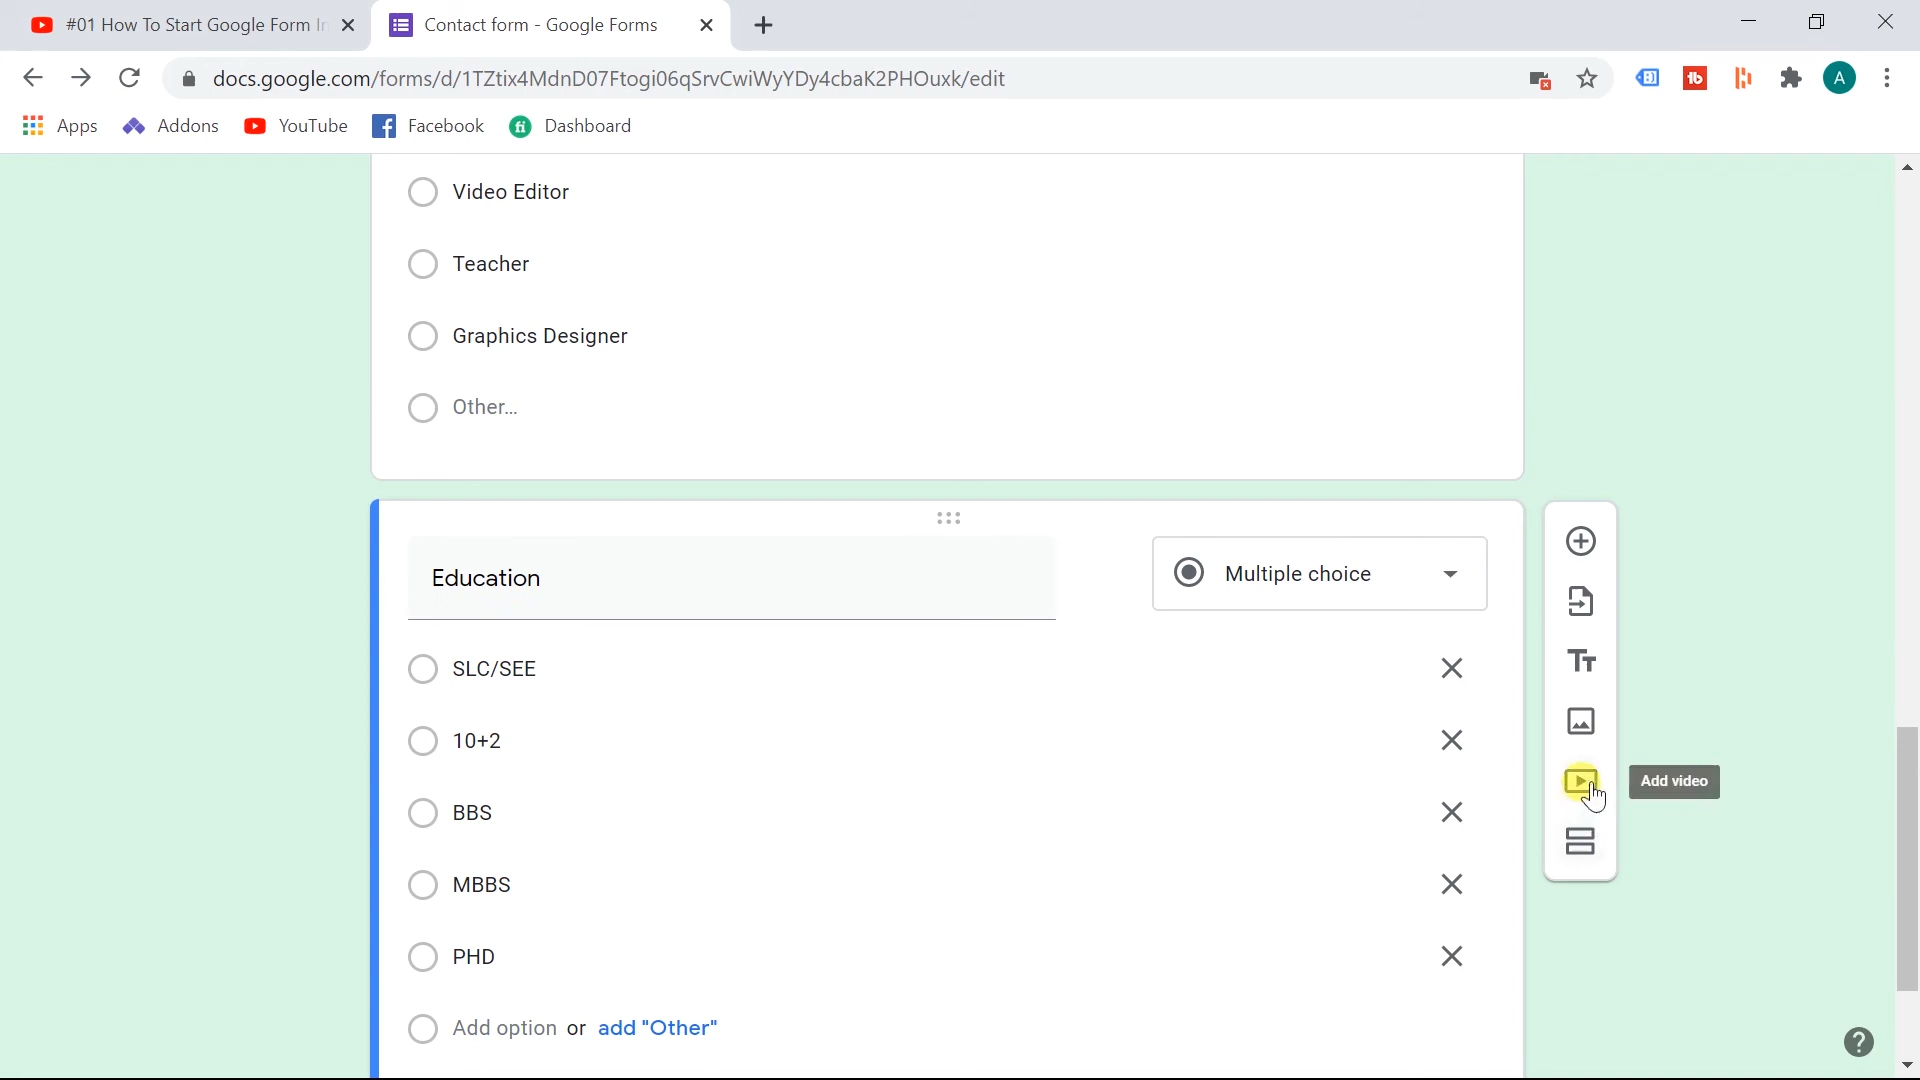 #01 How To Start Google Form In
Contact form - Google Forms
docs.google.com/forms/d/1TZtix4MdnD07Ftogi06qSrvCwiWyYDy4cbaK2PHOuxk/edit
A
Apps
Addons
YouTube
Facebook
Dashboard
Video Editor
Teacher
Graphics Designer
Other...
Education
Multiple choice
SLC/SEE
10+2
BBS
Add video
MBBS
PHD
Add option or add "Other"